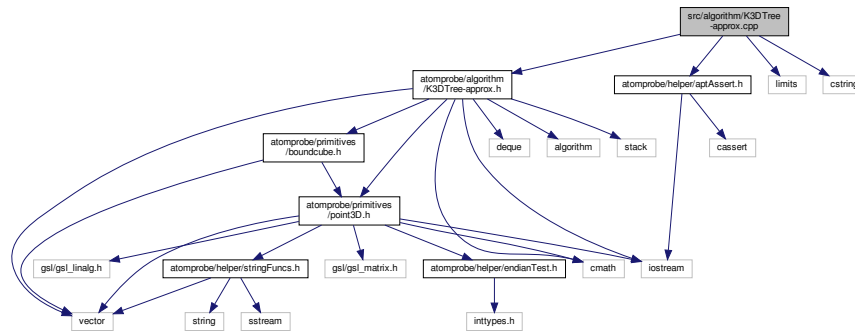 src/algorithm/K3DTree
-approx.cpp
atomprobe/algorithm
/K3DTree-approx.h
atomprobe/helper/aptAssert.h
limits
cstring
atomprobe/primitives
/boundcube.h
deque
algorithm
stack
cassert
atomprobe/primitives
/point3D.h
gsl/gsl_linalg.h
atomprobe/helper/stringFuncs.h
gsl/gsl_matrix.h
atomprobe/helper/endianTest.h
cmath
iostream
vector
string
sstream
inttypes.h